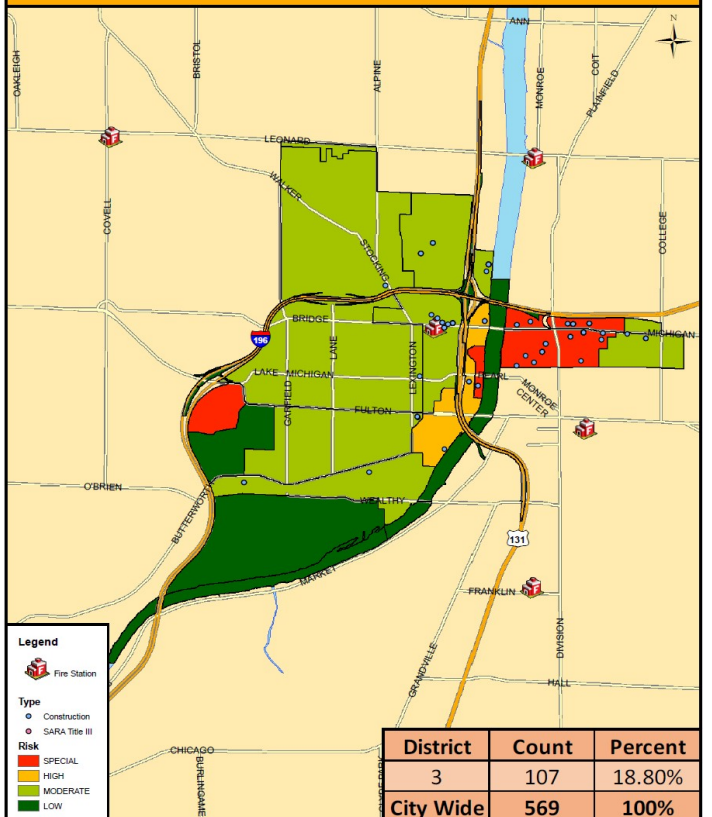 ANN
N
OAKLEIGH
BRISTOL
ALPINE
MONROE
COIT
PLAINFIELD
LEONARD
WALKER
COVELL
STOCKING
COLLEGE
BRIDGE
196
LANE
LEXINGTON
MICHIGAN
LAKE MICHIGAN
PEARL
MONROE
CENTER
GARFIELD
FULTON
O'BRIEN
BUTTERWORTH
WEALTHY
131
MARKET
FRANKLIN
DIVISION
GRANDVILLE
HALL
CHICAGO
BURLINGAME
Legend
Fire Station
Type
Construction
SARA Title III
Risk
SPECIAL
HIGH
MODERATE
LOW
District Count Percent
3 107 18.80%
City Wide 569 100%